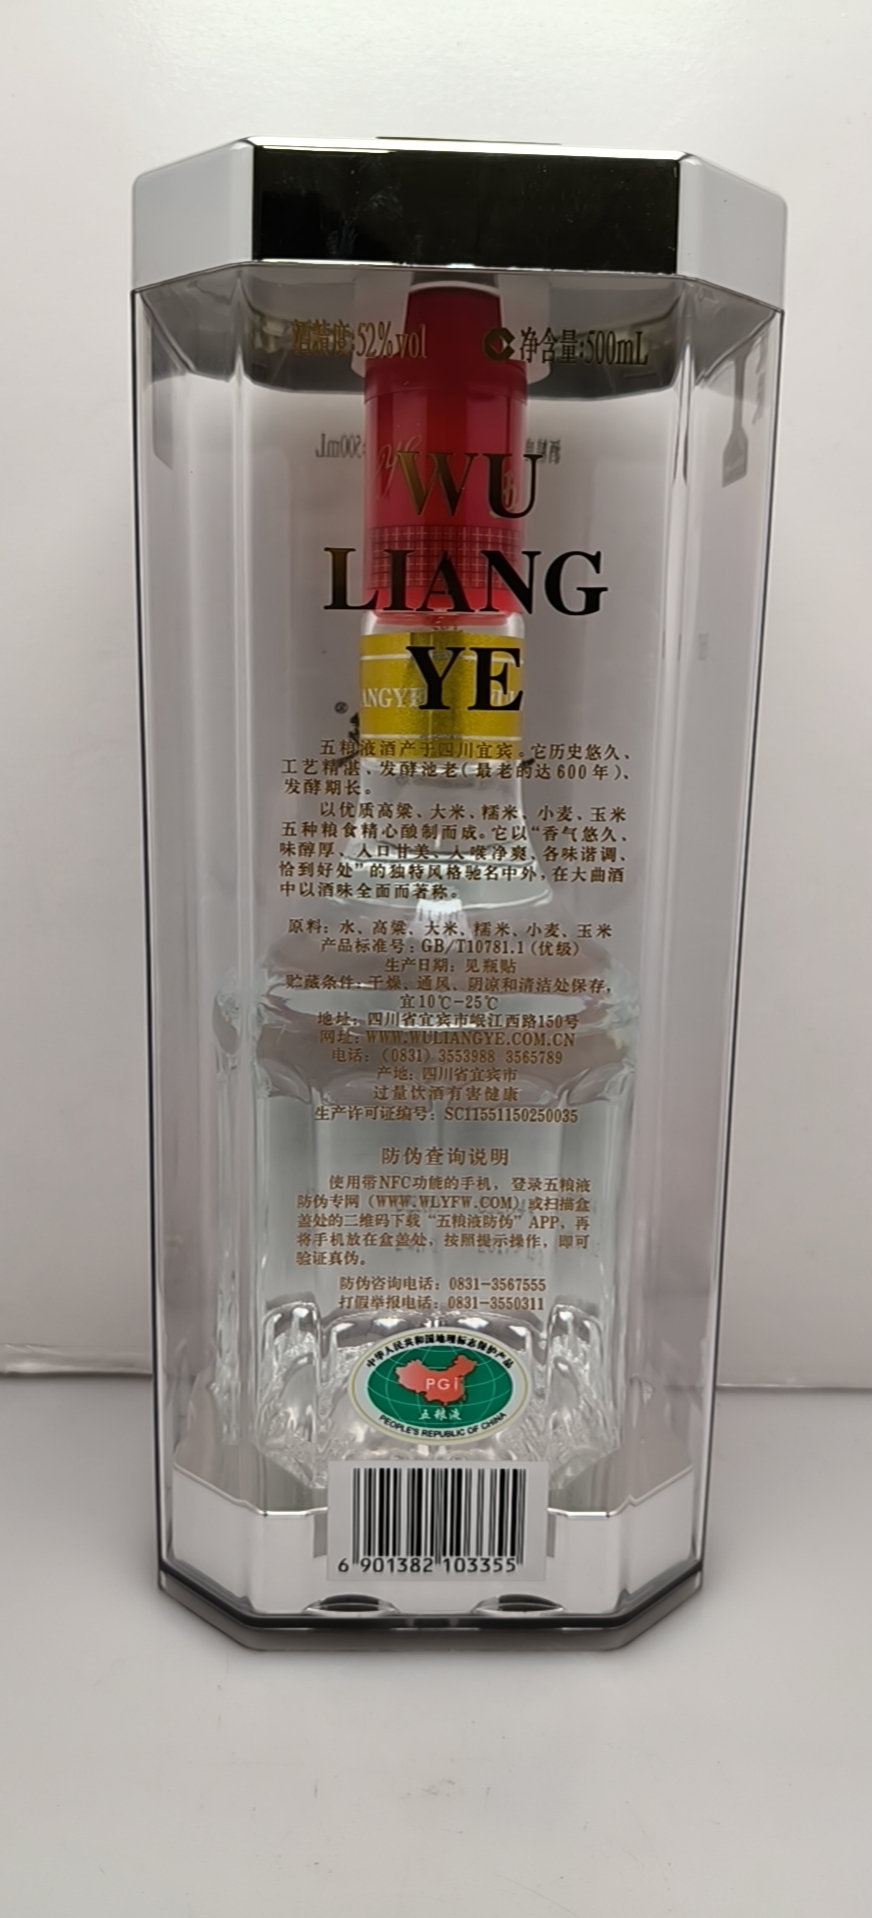 酒精度:52%vol 净含量:500mL
WU
LIANG
YE
ANGYE
®
五粮液酒产于四川宜宾。它历史悠久、
工艺精湛、发酵池老(最老的达600年)、
发酵期长。
以优质高粱、大米、糯米、小麦、玉米
五种粮食精心酿制而成。它以“香气悠久、
味醇厚、入口甘美、入喉净爽、各味谐调、
恰到好处”的独特风格驰名中外,在大曲酒
中以酒味全面而著称。
原料：水、高粱、大米、糯米、小麦、玉米
产品标准号：GB/T10781.1(优级)
生产日期：见瓶贴
贮藏条件：干燥、通风、阴凉和清洁处保存,
宜10℃-25℃
地址：四川省宜宾市岷江西路150号
网址：WWW.WULIANGYE.COM.CN
电话：(0831) 3553988 3565789
产地：四川省宜宾市
过量饮酒有害健康
生产许可证编号：SC11551150250035
防伪查询说明
使用带NFC功能的手机，登录五粮液
防伪专网（WWW.WLYFW.COM）或扫描盒
盖处的二维码下载“五粮液防伪”APP，再
将手机放在盒盖处，按照提示操作，即可
验证真伪。
防伪咨询电话：0831-3567555
打假举报电话：0831-3550311
中华人民共和国地理标志保护产品
PGI
五粮液
PEOPLE'S REPUBLIC OF CHINA
6 901382 103355